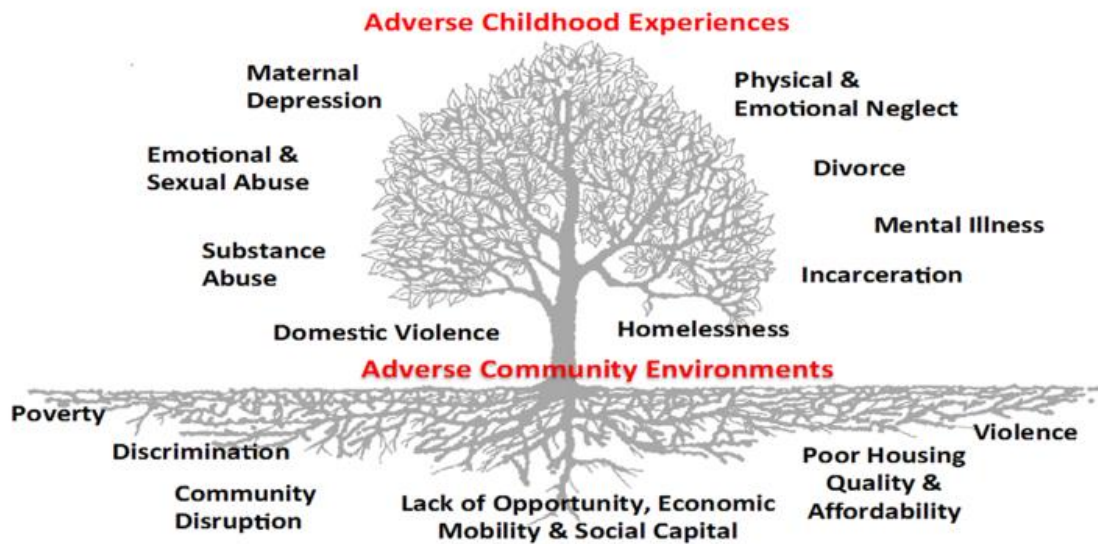 Adverse Childhood Experiences
Maternal
Depression
Physical &
Emotional Neglect
Emotional &
Sexual Abuse
Divorce
Mental Illness
Substance
Abuse
Incarceration
Domestic Violence
Homelessness
Adverse Community Environments
Poverty
Violence
Discrimination
Poor Housing
Quality &
Affordability
Community
Disruption
Lack of Opportunity, Economic
Mobility & Social Capital